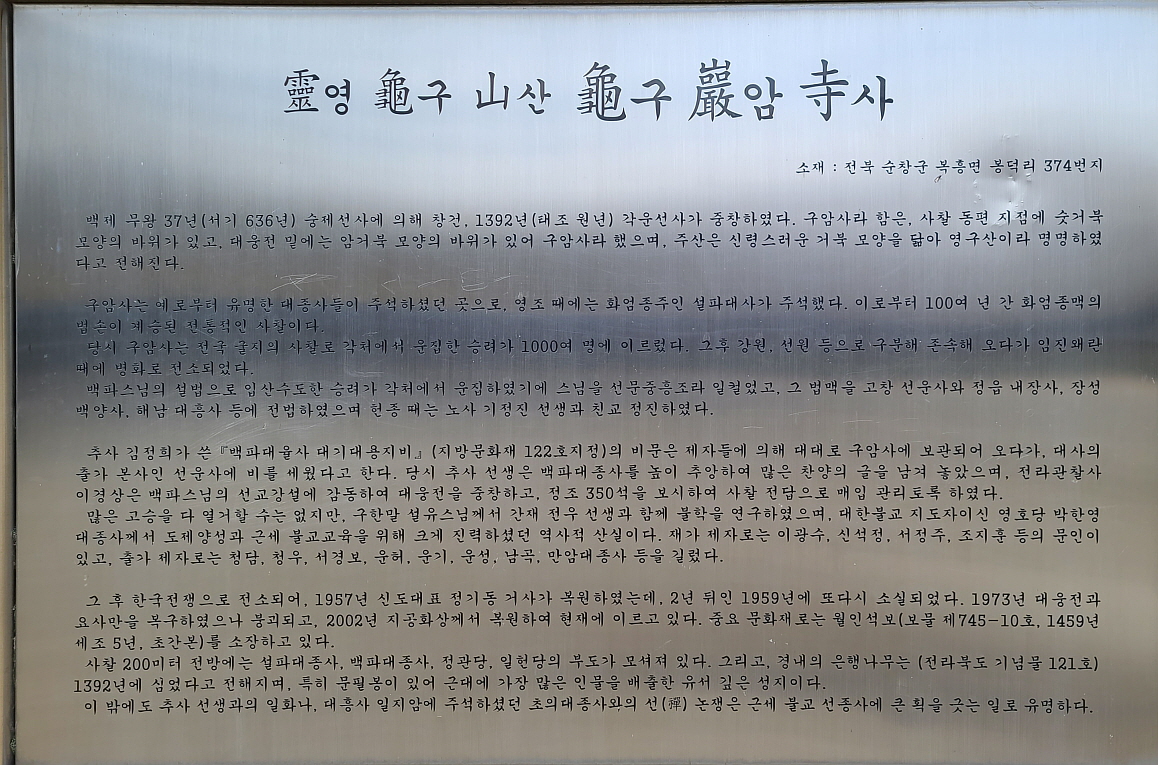 靈영 龜구 山산 龜구 巖암 寺사
소재 : 전북 순창군 복흥면 봉덕리 374번지
백제 무왕 37년(서기 636년) 숭제선사에 의해 창건, 1392년(태조 원년) 각운선사가 중창하였다. 구암사라 함은, 사찰 동편 지점에 숫거북
모양의 바위가 있고, 대웅전 밑에는 암거북 모양의 바위가 있어 구암사라 했으며, 주산은 신령스러운 거북 모양을 닮아 영구산이라 명명하였
다고 전해진다.
구암사는 예로부터 유명한 대종사들이 주석하셨던 곳으로, 영조 때에는 화엄종주인 설파대사가 주석했다. 이로부터 100여 년 간 화엄종맥의
법손이 계승된 전통적인 사찰이다.
당시 구암사는 전국 굴지의 사찰로 각처에서 운집한 승려가 1000여 명에 이르렀다. 그후 강원, 선원 등으로 구분해 존속해 오다가 임진왜란
때에 병화로 전소되었다.
백파스님의 설법으로 입산수도한 승려가 각처에서 운집하였기에 스님을 선문중흥조라 일컬었고, 그 법맥을 고창 선운사와 정읍 내장사, 장성
백양사, 해남 대흥사 등에 전법하였으며 헌종 때는 노사 기정진 선생과 친교 정진하였다.
추사 김정희가 쓴 『백파대율사 대기대용지비』 (지방문화재 122호지정)의 비문은 제자들에 의해 대대로 구암사에 보관되어 오다가, 대사의
출가 본사인 선운사에 비를 세웠다고 한다. 당시 추사 선생은 백파대종사를 높이 추앙하여 많은 찬양의 글을 남겨 놓았으며, 전라관찰사
이경상은 백파스님의 선교강설에 감동하여 대웅전을 중창하고, 정조 350석을 보시하여 사찰 전답으로 매입 관리토록 하였다.
많은 고승을 다 열거할 수는 없지만, 구한말 설유스님께서 간재 전우 선생과 함께 불학을 연구하였으며, 대한불교 지도자이신 영호당 박한영
대종사께서 도제양성과 근세 불교교육을 위해 크게 진력하셨던 역사적 산실이다. 재가 제자로는 이광수, 신석정, 서정주, 조지훈 등의 문인이
있고, 출가 제자로는 청담, 청우, 서경보, 운허, 운기, 운성, 남곡, 만암대종사 등을 길렀다.
그 후 한국전쟁으로 전소되어, 1957년 신도대표 정기동 거사가 복원하였는데, 2년 뒤인 1959년에 또다시 소실되었다. 1973년 대웅전과
요사만을 복구하였으나 붕괴되고, 2002년 지공화상께서 복원하여 현재에 이르고 있다. 중요 문화재로는 월인석보(보물 제745-10호, 1459년
세조 5년, 초간본)를 소장하고 있다.
사찰 200미터 전방에는 설파대종사, 백파대종사, 정관당, 일헌당의 부도가 모셔져 있다. 그리고, 경내의 은행나무는 (전라북도 기념물 121호)
1392년에 심었다고 전해지며, 특히 문필봉이 있어 근대에 가장 많은 인물을 배출한 유서 깊은 성지이다.
이 밖에도 추사 선생과의 일화나, 대흥사 일지암에 주석하셨던 초의대종사와의 선(禪) 논쟁은 근세 불교 선종사에 큰 획을 긋는 일로 유명하다.